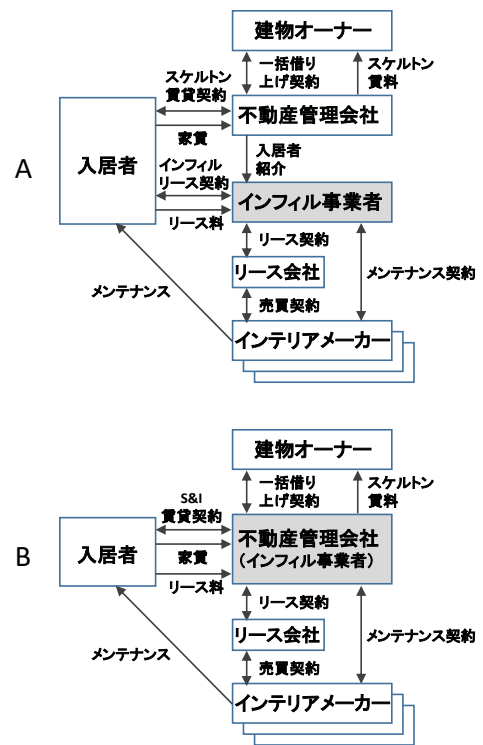 建物オーナー
一括借り
上げ契約
スケルトン
賃料
スケルトン
賃貸契約
不動産管理会社
家賃
A
入居者
入居者
紹介
インフィル
リース契約
インフィル事業者
リース料
リース契約
リース会社
メンテナンス
メンテナンス契約
売買契約
インテリアメーカー
建物オーナー
一括借り
上げ契約
スケルトン
賃料
S&I
賃貸契約
不動産管理会社
(インフィル事業者)
B
入居者
家賃
リース料
リース契約
リース会社
メンテナンス
メンテナンス契約
売買契約
インテリアメーカー